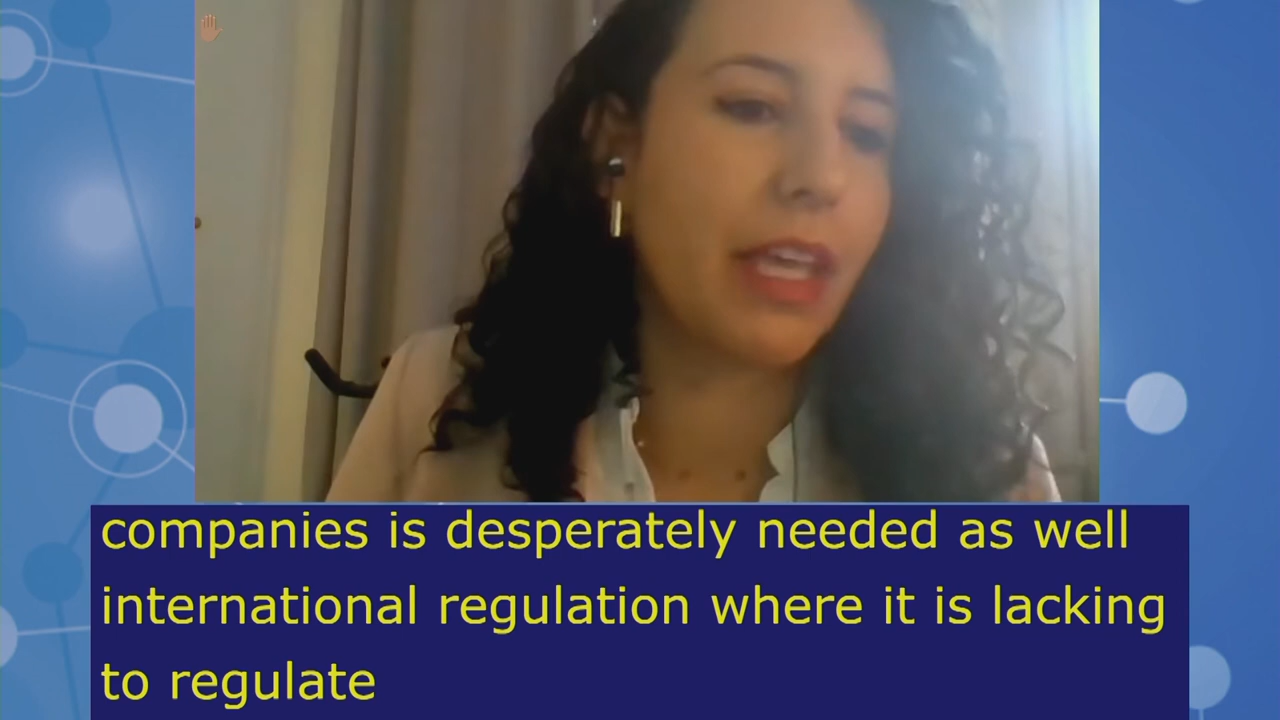 companies is desperately needed as well
international regulation where it is lacking
to regulate